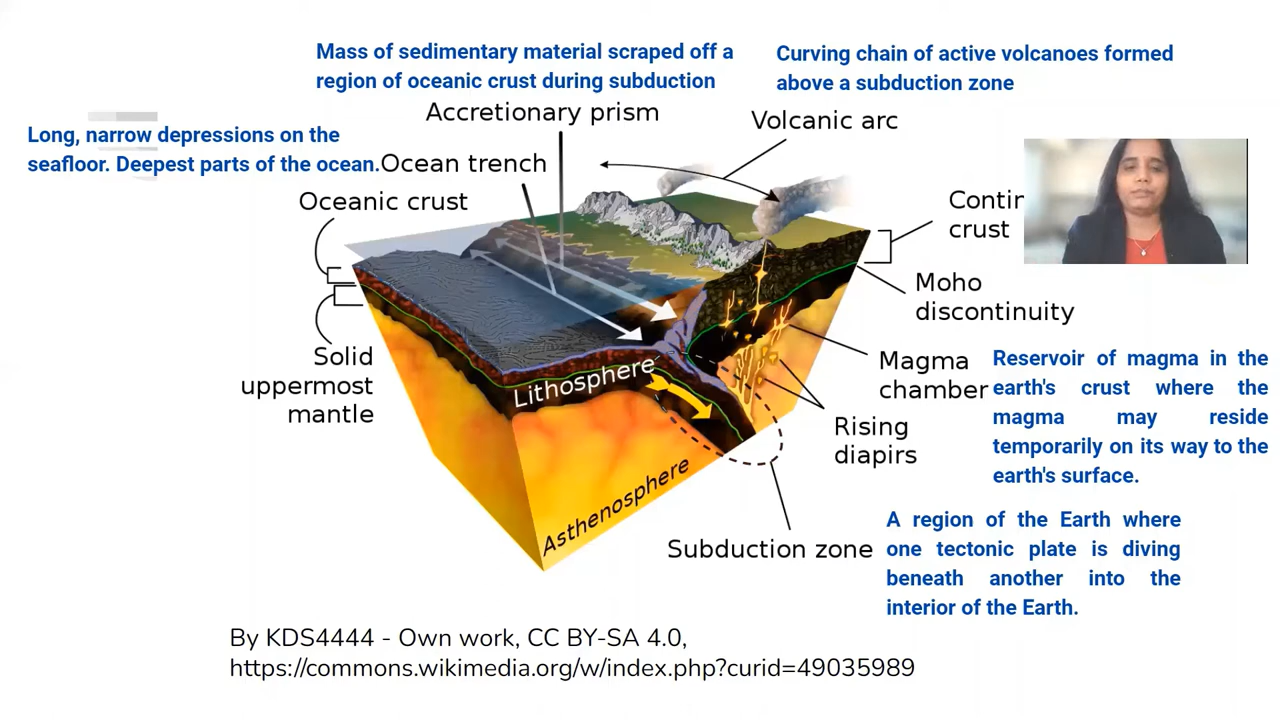 Mass of sedimentary material scraped off a
region of oceanic crust during subduction
Curving chain of active volcanoes formed
above a subduction zone
Accretionary prism
Volcanic arc
Long, narrow depressions on the
seafloor. Deepest parts of the ocean.
Ocean trench
Oceanic crust
crust
Moho
discontinuity
Solid
uppermost
mantle
Lithosphere
Magma
chamber
Reservoir of magma in the
earth's crust where the
magma may reside
temporarily on its way to the
earth's surface.
Rising
diapirs
Asthenosphere
Subduction zone
A region of the Earth where
one tectonic plate is diving
beneath another into the
interior of the Earth.
By KDS4444 - Own work, CC BY-SA 4.0,
https://commons.wikimedia.org/w/index.php?curid=49035989